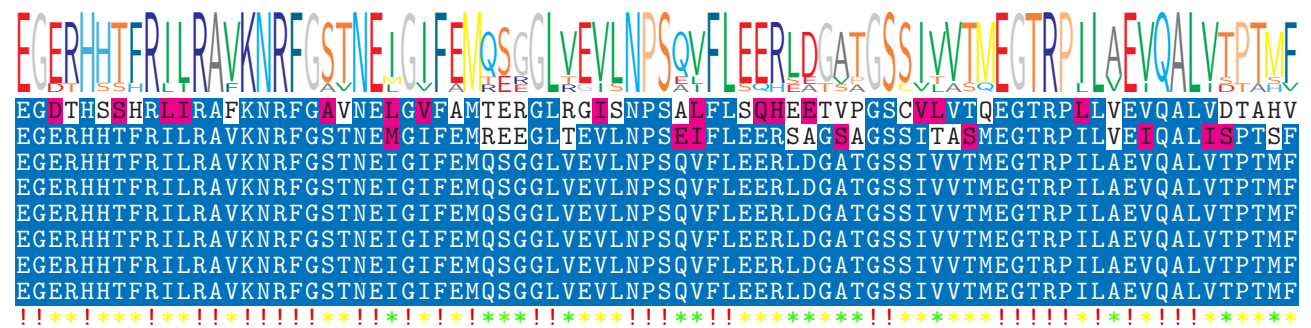 EGERHHTFRILRAVKNRFGSTNEIGIFEMQSGGLVEVLNPSQVFLEERLDGATGSSIVVTMEGTRPILAEVQALVTPTMF
EGDTHSSHRLIRAFKNRFGAVNELGVFAMTERGLRGISNPSALFLSQHEETVPGSCVLVTQEGTRPLLVEVQALVDTAHV
EGERHHTFRILRAVKNRFGSTNEMGIFEMREEGLTEVLNPSEIFLEERSAGSAGSSITASMEGTRPILVEIQALISPTSF
EGERHHTFRILRAVKNRFGSTNEIGIFEMQSGGLVEVLNPSQVFLEERLDGATGSSIVVTMEGTRPILAEVQALVTPTMF
EGERHHTFRILRAVKNRFGSTNEIGIFEMQSGGLVEVLNPSQVFLEERLDGATGSSIVVTMEGTRPILAEVQALVTPTMF
EGERHHTFRILRAVKNRFGSTNEIGIFEMQSGGLVEVLNPSQVFLEERLDGATGSSIVVTMEGTRPILAEVQALVTPTMF
EGERHHTFRILRAVKNRFGSTNEIGIFEMQSGGLVEVLNPSQVFLEERLDGATGSSIVVTMEGTRPILAEVQALVTPTMF
EGERHHTFRILRAVKNRFGSTNEIGIFEMQSGGLVEVLNPSQVFLEERLDGATGSSIVVTMEGTRPILAEVQALVTPTMF
EGERHHTFRILRAVKNRFGSTNEIGIFEMQSGGLVEVLNPSQVFLEERLDGATGSSIVVTMEGTRPILAEVQALVTPTMF
!!**!***!**!!*!!!!!**!!*!*!*!***!!****!!!**!!********!!******!!!!!*!*!*!!!******